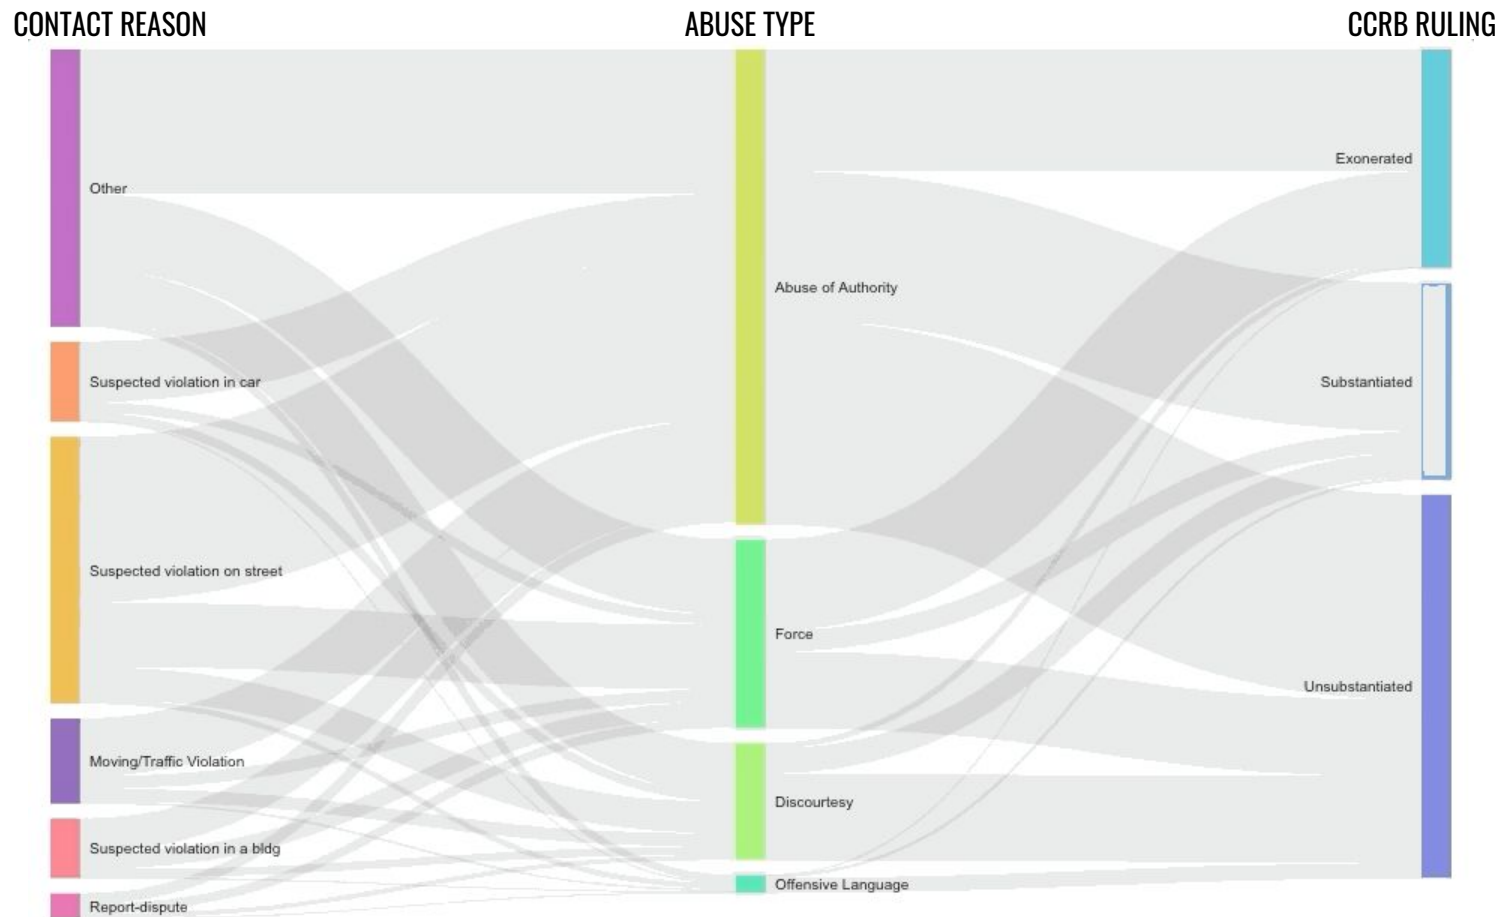 CONTACT REASON
ABUSE TYPE
CCRB RULING
Other
Suspected violation in car
Suspected violation on street
Moving/Traffic Violation
Suspected violation in a bldg
Report-dispute
Abuse of Authority
Force
Discourtesy
Offensive Language
Exonerated
Substantiated
Unsubstantiated